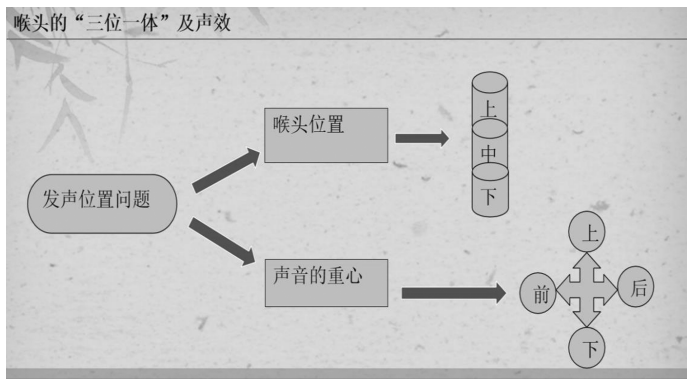 喉头的“三位一体”及声效
喉头位置
上
中
下
发声位置问题
声音的重心
上
前
后
下